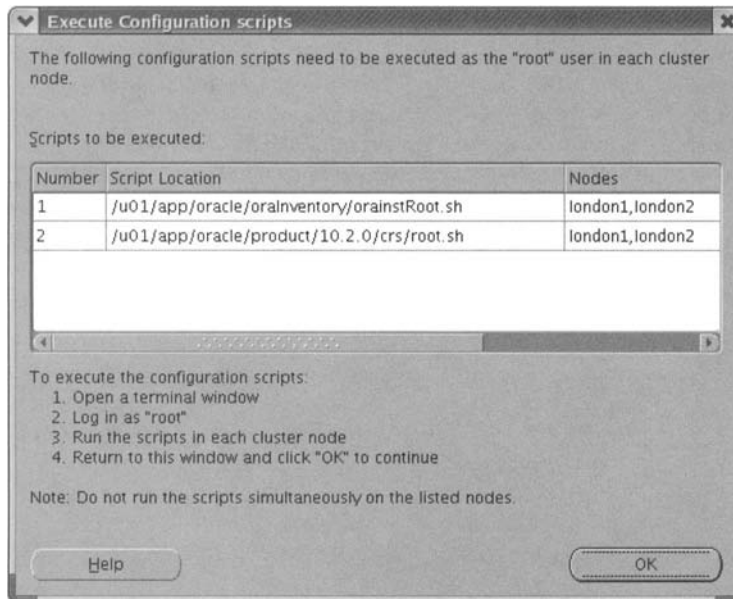 Execute Configuration scripts
The following configuration scripts need to be executed as the "root" user in each cluster
node.
Scripts to be executed:
Number Script Location Nodes
1 /u01/app/oracle/oraInventory/orainstRoot.sh london1,london2
2 /u01/app/oracle/product/10.2.0/crs/root.sh london1,london2
To execute the configuration scripts:
1. Open a terminal window
2. Log in as "root"
3. Run the scripts in each cluster node
4. Return to this window and click "OK" to continue
Note: Do not run the scripts simultaneously on the listed nodes.
Help OK